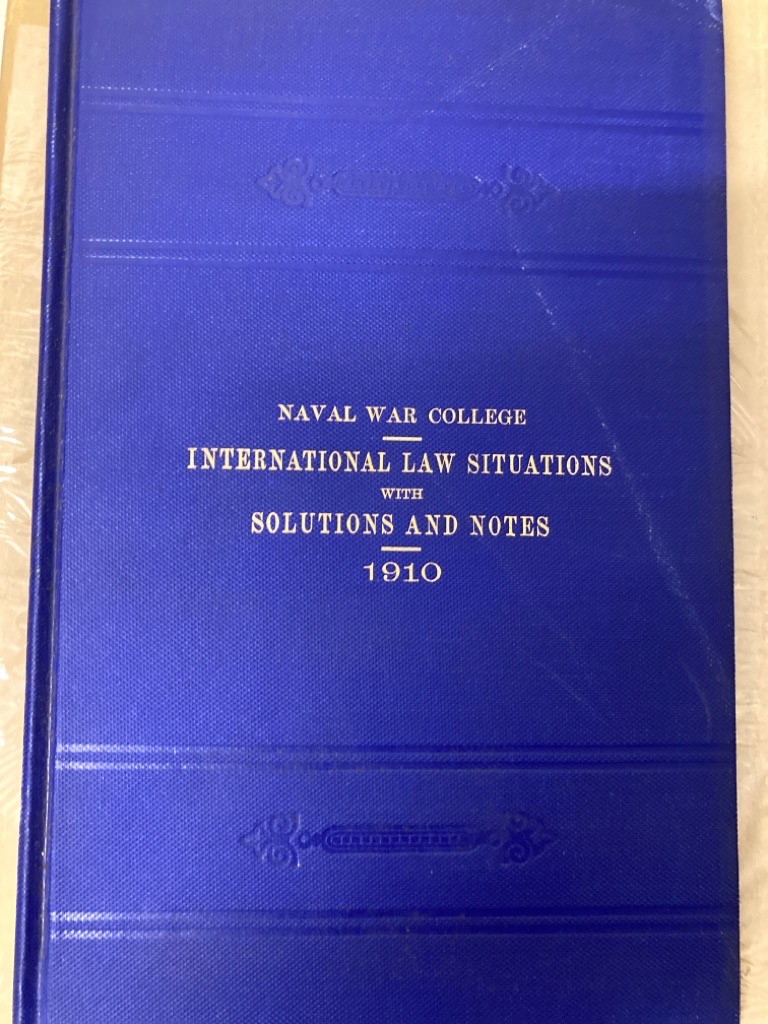 NAVAL WAR COLLEGE
INTERNATIONAL LAW SITUATIONS
WITH
SOLUTIONS AND NOTES
1910